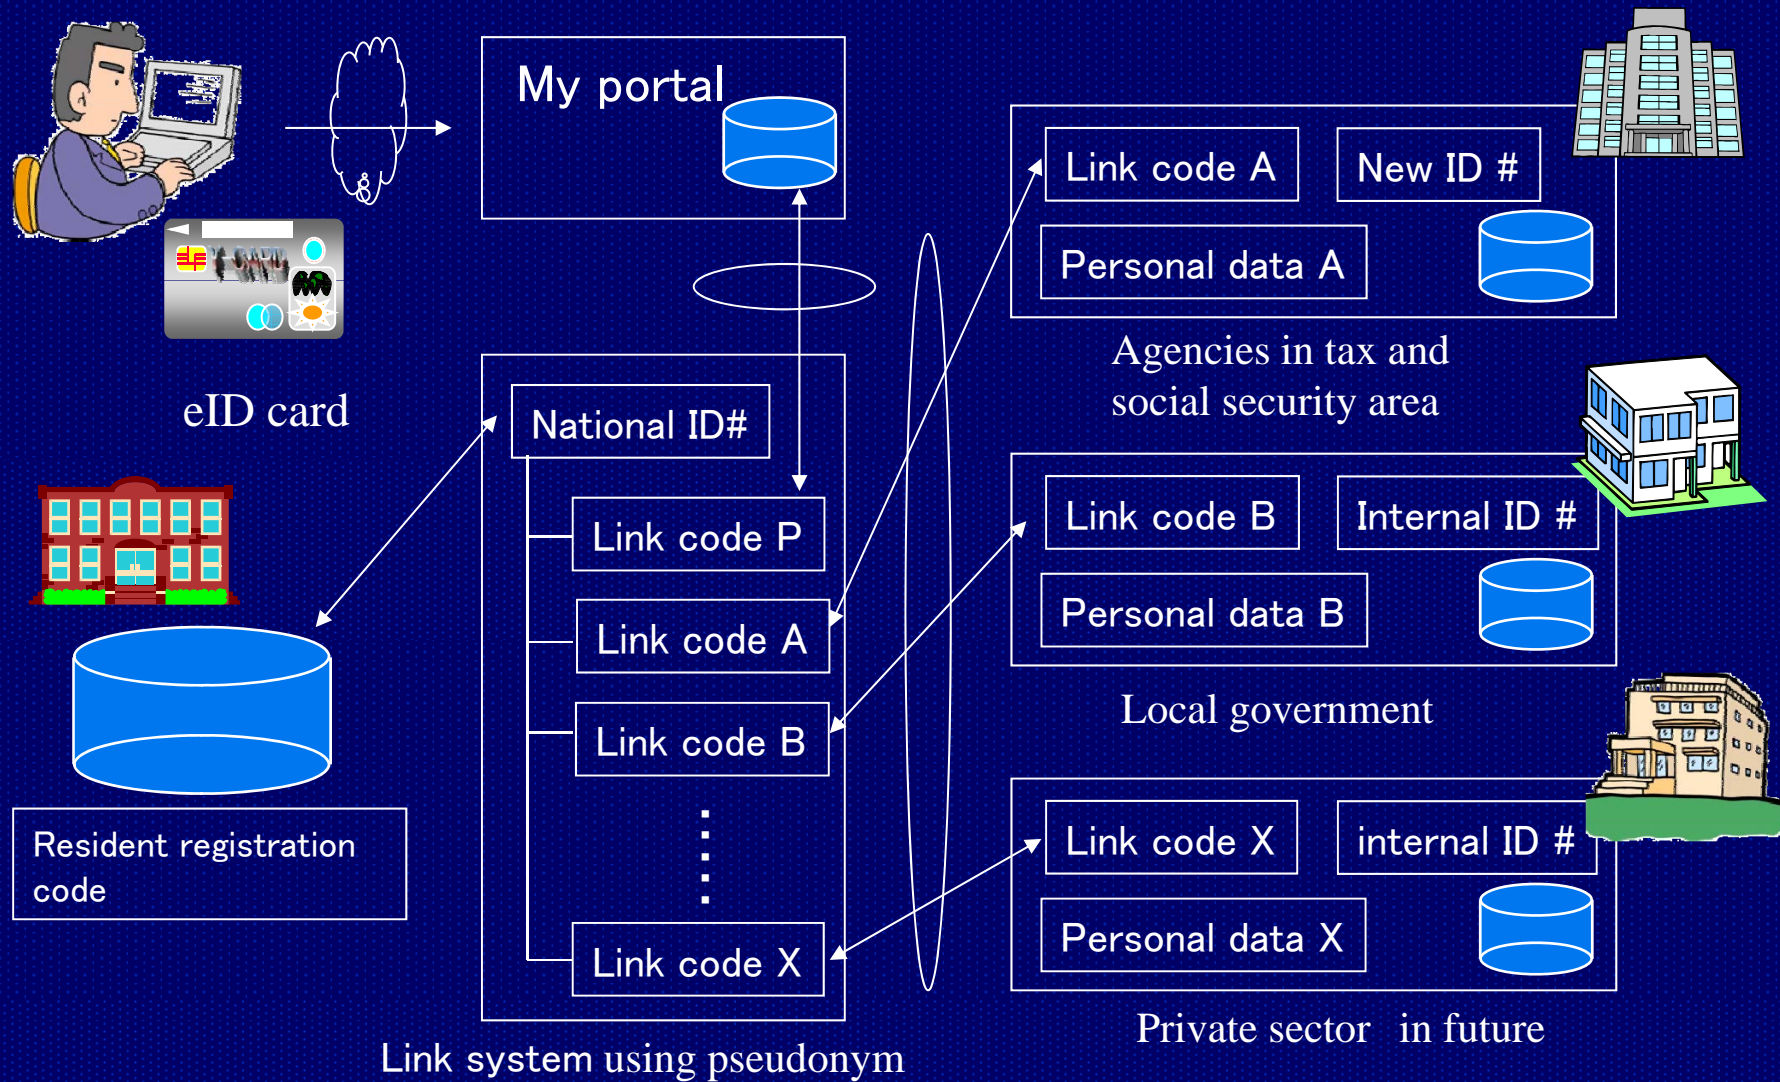 My portal
Link code A
New ID #
Personal data A
Agencies in tax and
social security area
eID card
National ID#
Link code P
Link code A
Link code B
Link code X
Link code B
Internal ID #
Personal data B
Local government
Resident registration
code
Link code X
internal ID #
Personal data X
Private sector in future
Link system using pseudonym